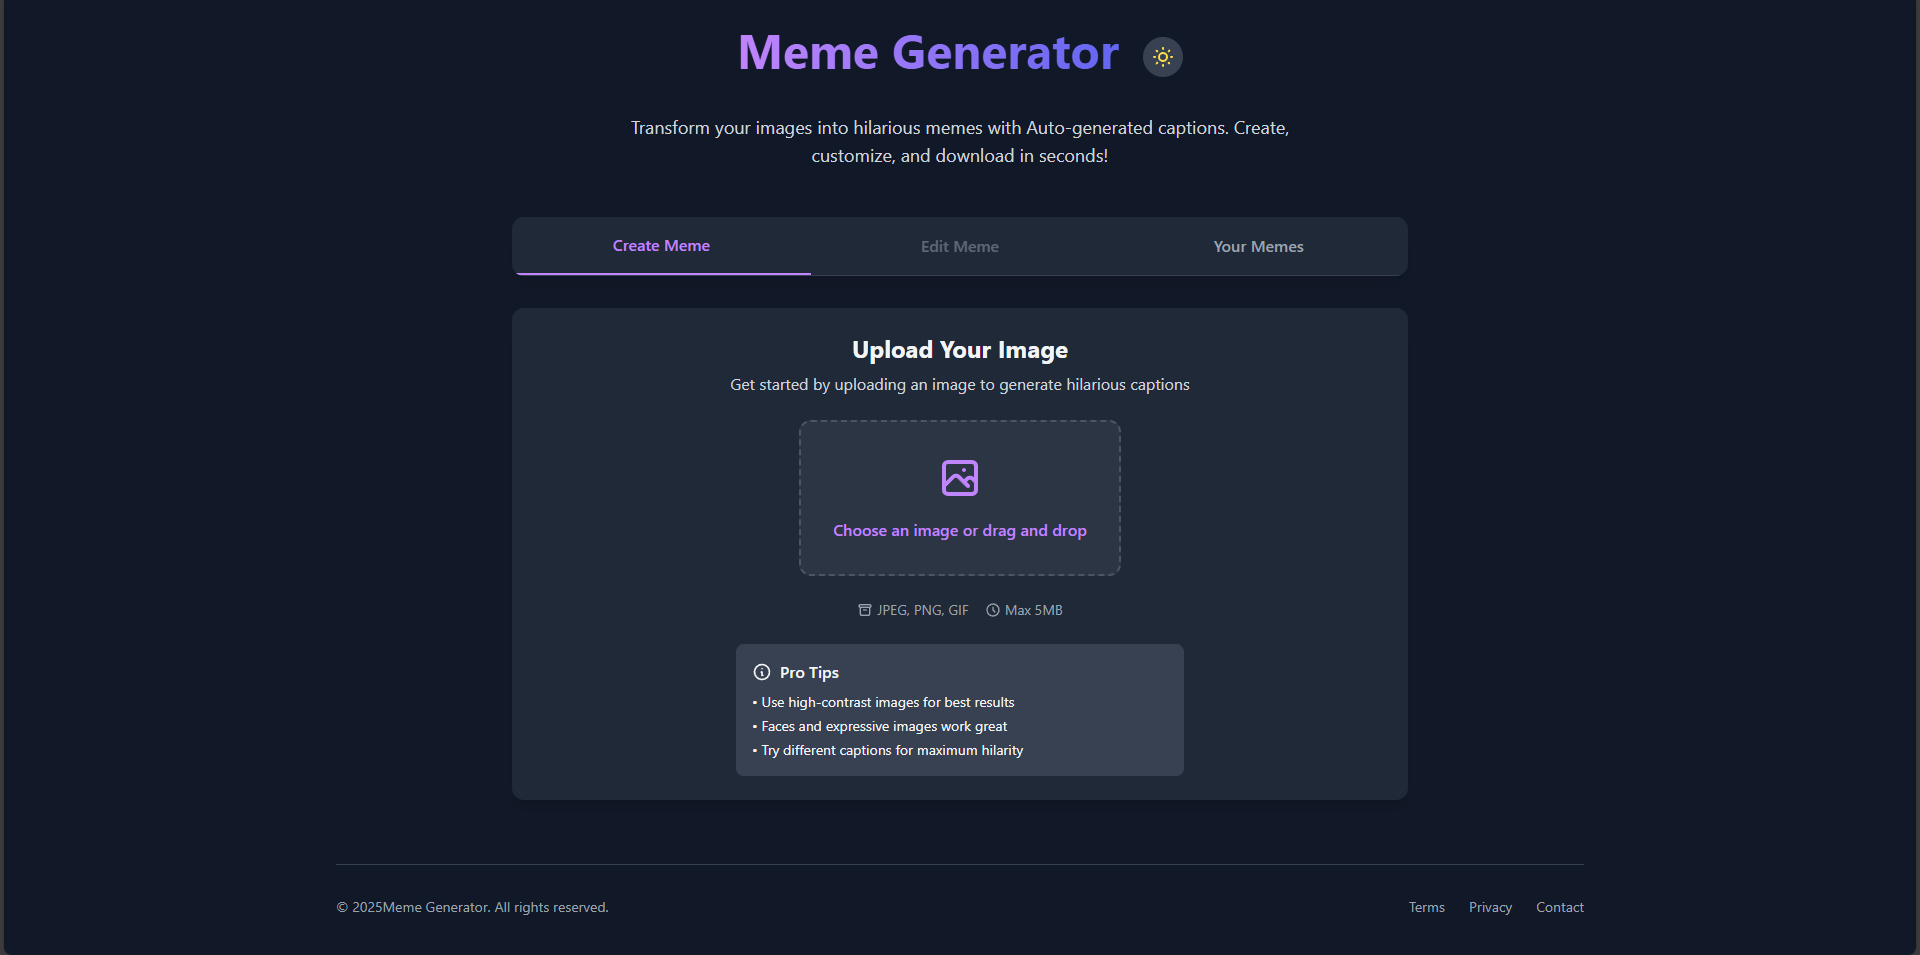 Meme Generator
Transform your images into hilarious memes with Auto-generated captions. Create,
customize, and download in seconds!
Create Meme
Edit Meme
Your Memes
Upload Your Image
Get started by uploading an image to generate hilarious captions
Choose an image or drag and drop
JPEG, PNG, GIF
Max 5MB
Pro Tips
• Use high-contrast images for best results
• Faces and expressive images work great
• Try different captions for maximum hilarity
© 2025Meme Generator. All rights reserved.
Terms
Privacy
Contact